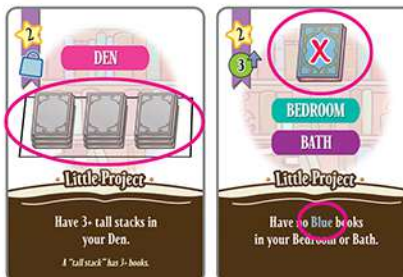 2
DEN
Little Project
Have 3+ tall stacks in
your Den.
A "tall stack" has 3+ books.
2
3
X
BEDROOM
BATH
Little Project
Have no Blue books
in your Bedroom or Bath.